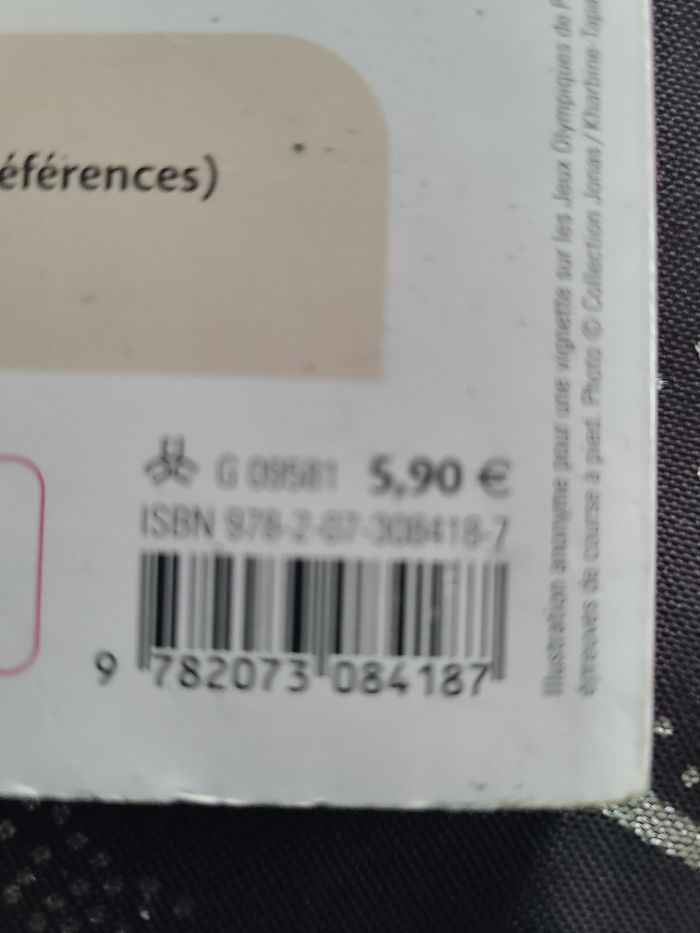 éférences)
G 09581 5,90 €
ISBN 978-2-07-308418-7
9 782073 084187
Illustration anonyme pour une vignette sur les Jeux Olympiques de
épreuves de course à pied. Photo © Collection Jonas / Kharbine-Tapa